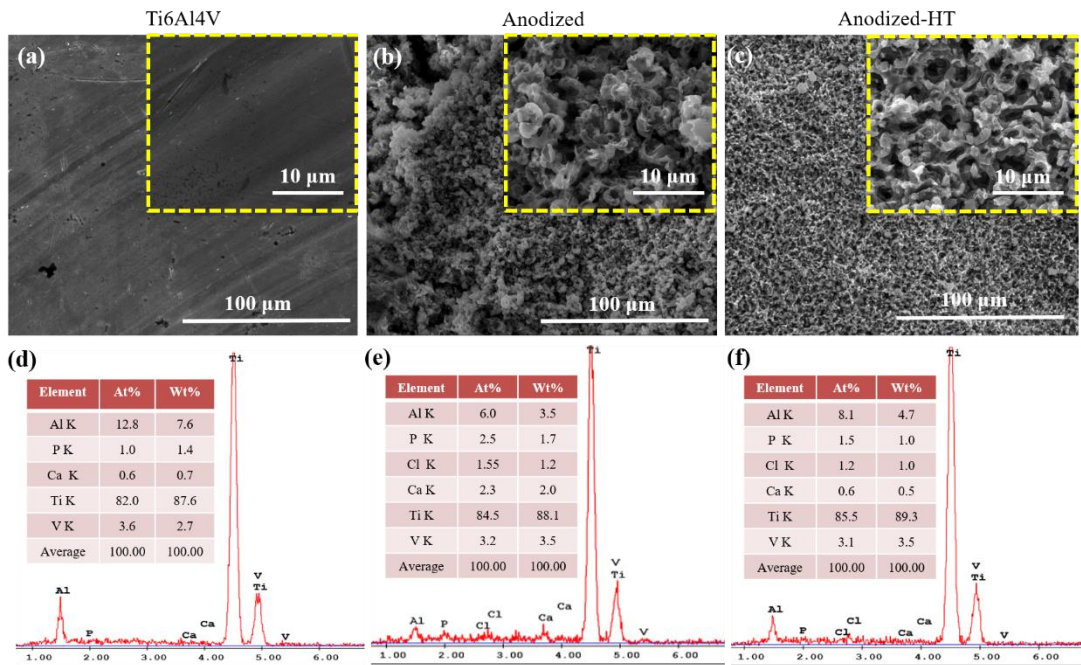 Ti6Al4V
Anodized
Anodized-HT
(a)
10 μm
100 μm
(b)
10 μm
100 μm
(c)
10 μm
100 μm
(d)
Element At% Wt%
Al K 12.8 7.6
P K 1.0 1.4
Ca K 0.6 0.7
Ti K 82.0 87.6
V K 3.6 2.7
Average 100.00 100.00
Ti
Al
P
Ca
Ca
V
Ti
V
1.00 2.00 3.00 4.00 5.00 6.00
(e)
Element At% Wt%
Al K 6.0 3.5
P K 2.5 1.7
Cl K 1.55 1.2
Ca K 2.3 2.0
Ti K 84.5 88.1
V K 3.2 3.5
Average 100.00 100.00
Ti
Al
P
Cl
Cl
Ca
Ca
V
Ti
V
1.00 2.00 3.00 4.00 5.00 6.00
(f)
Element At% Wt%
Al K 8.1 4.7
P K 1.5 1.0
Cl K 1.2 1.0
Ca K 0.6 0.5
Ti K 85.5 89.3
V K 3.1 3.5
Average 100.00 100.00
Ti
Al
P
Cl
Cl
Ca
Ca
V
Ti
V
1.00 2.00 3.00 4.00 5.00 6.00